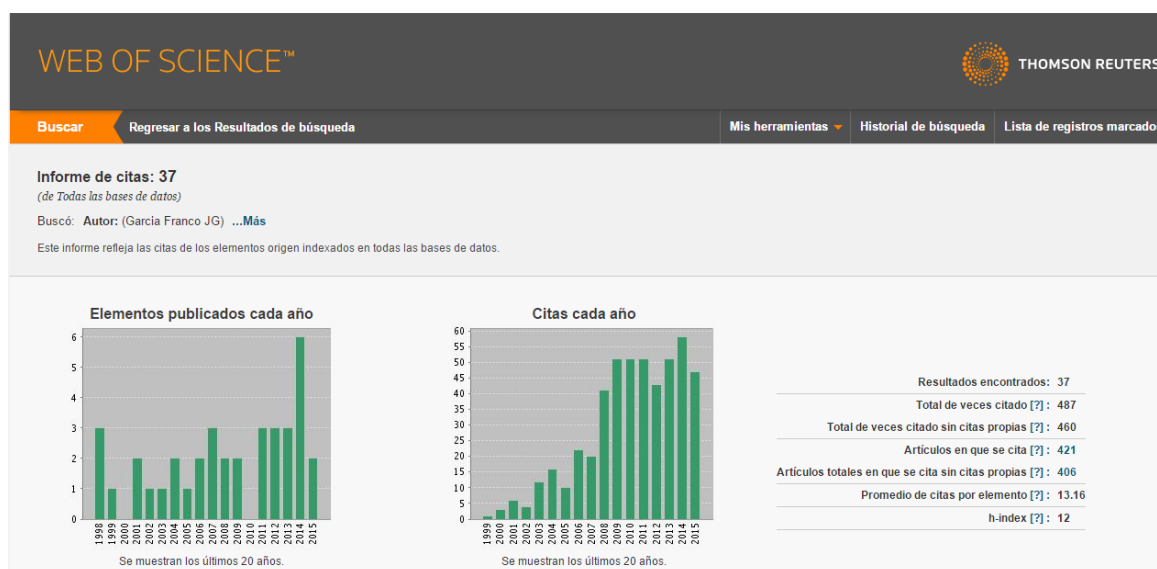 WEB OF SCIENCE™
THOMSON REUTERS
Buscar Regresar a los Resultados de búsqueda Mis herramientas Historial de búsqueda Lista de registros marcados
Informe de citas: 37
(de Todas las bases de datos)
Buscó: Autor: (Garcia Franco JG) ...Más
Este informe refleja las citas de los elementos origen indexados en todas las bases de datos.
Elementos publicados cada año
6
5
4
3
2
1
0
1998 1999 2000 2001 2002 2003 2004 2005 2006 2007 2008 2009 2010 2011 2012 2013 2014 2015
Se muestran los últimos 20 años.
Citas cada año
60
55
50
45
40
35
30
25
20
15
10
5
0
1999 2000 2001 2002 2003 2004 2005 2006 2007 2008 2009 2010 2011 2012 2013 2014 2015
Se muestran los últimos 20 años.
Resultados encontrados: 37
Total de veces citado [?] : 487
Total de veces citado sin citas propias [?] : 460
Artículos en que se cita [?] : 421
Artículos totales en que se cita sin citas propias [?] : 406
Promedio de citas por elemento [?] : 13.16
h-index [?] : 12